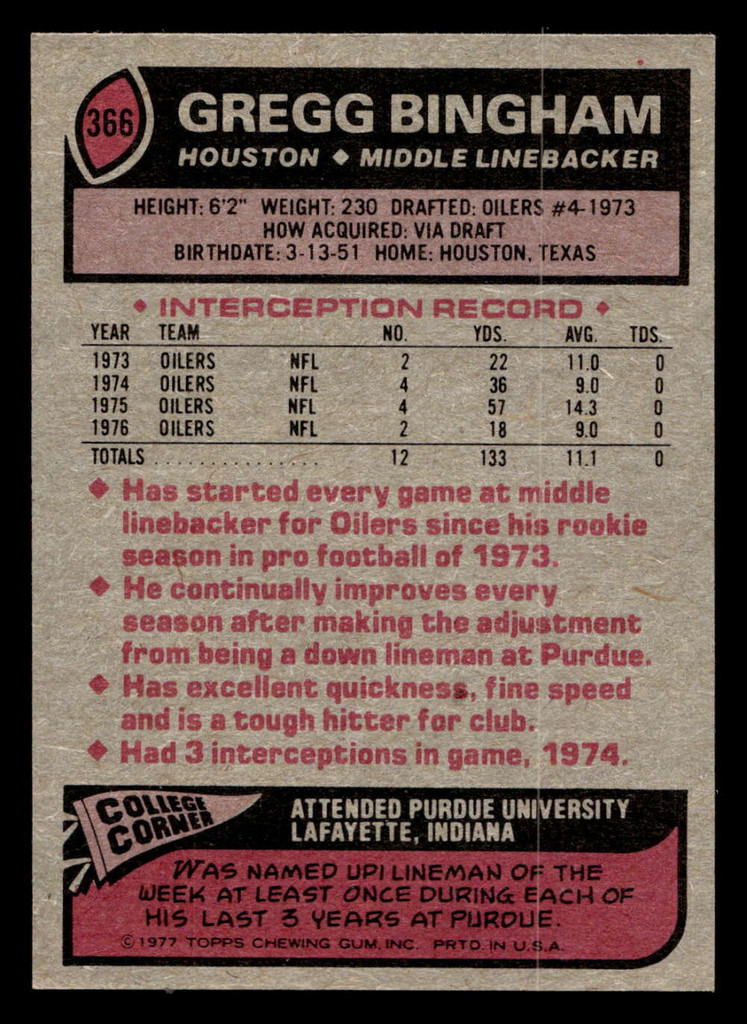 366
GREGG BINGHAM
HOUSTON ◆ MIDDLE LINEBACKER
HEIGHT: 6'2" WEIGHT: 230 DRAFTED: OILERS #4-1973
HOW ACQUIRED: VIA DRAFT
BIRTHDATE: 3-13-51 HOME: HOUSTON, TEXAS
◆ INTERCEPTION RECORD ◆
YEAR TEAM NO. YDS. AVG. TDS.
1973 OILERS NFL 2 22 11.0 0
1974 OILERS NFL 4 36 9.0 0
1975 OILERS NFL 4 57 14.3 0
1976 OILERS NFL 2 18 9.0 0
TOTALS . . . . . . . . . . . . . . . . 12 133 11.1 0
◆ Has started every game at middle
linebacker for Oilers since his rookie
season in pro football of 1973.
◆ He continually improves every
season after making the adjustment
from being a down lineman at Purdue.
◆ Has excellent quickness, fine speed
and is a tough hitter for club.
◆ Had 3 interceptions in game, 1974.
COLLEGE
CORNER
ATTENDED PURDUE UNIVERSITY
LAFAYETTE, INDIANA
WAS NAMED UPI LINEMAN OF THE
WEEK AT LEAST ONCE DURING EACH OF
HIS LAST 3 YEARS AT PURDUE.
© 1977 TOPPS CHEWING GUM, INC. PRTD. IN U.S.A.